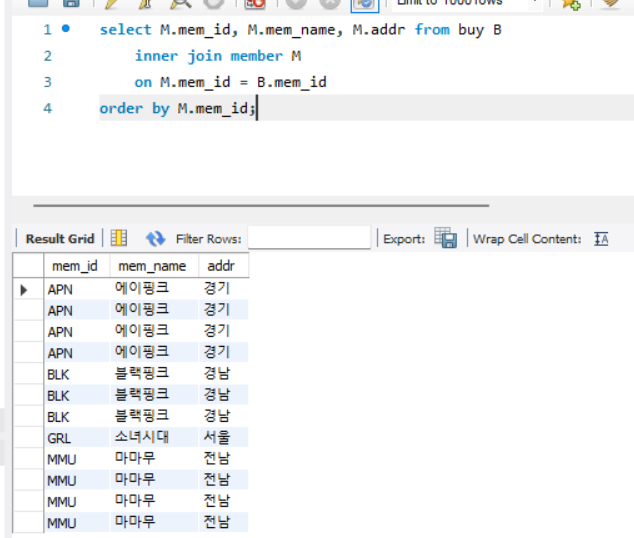 Limit to 10001rows
1 select M.mem_id, M.mem_name, M.addr from buy B
2 inner join member M
3 on M.mem_id = B.mem_id
4 order by M.mem_id;
Result Grid Filter Rows: Export: Wrap Cell Content: IA
mem_id mem_name addr
APN 에이핑크 경기
APN 에이핑크 경기
APN 에이핑크 경기
APN 에이핑크 경기
BLK 블랙핑크 경남
BLK 블랙핑크 경남
BLK 블랙핑크 경남
GRL 소녀시대 서울
MMU 마마무 전남
MMU 마마무 전남
MMU 마마무 전남
MMU 마마무 전남